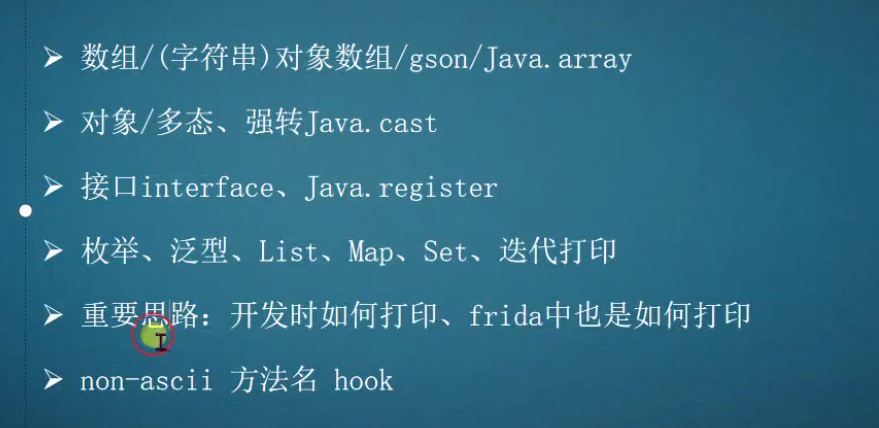 数组/(字符串)对象数组/gson/Java.array
对象/多态、强转Java.cast
接口interface、Java.register
枚举、泛型、List、Map、Set、迭代打印
重要思路：开发时如何打印、frida中也是如何打印
non-ascii 方法名 hook